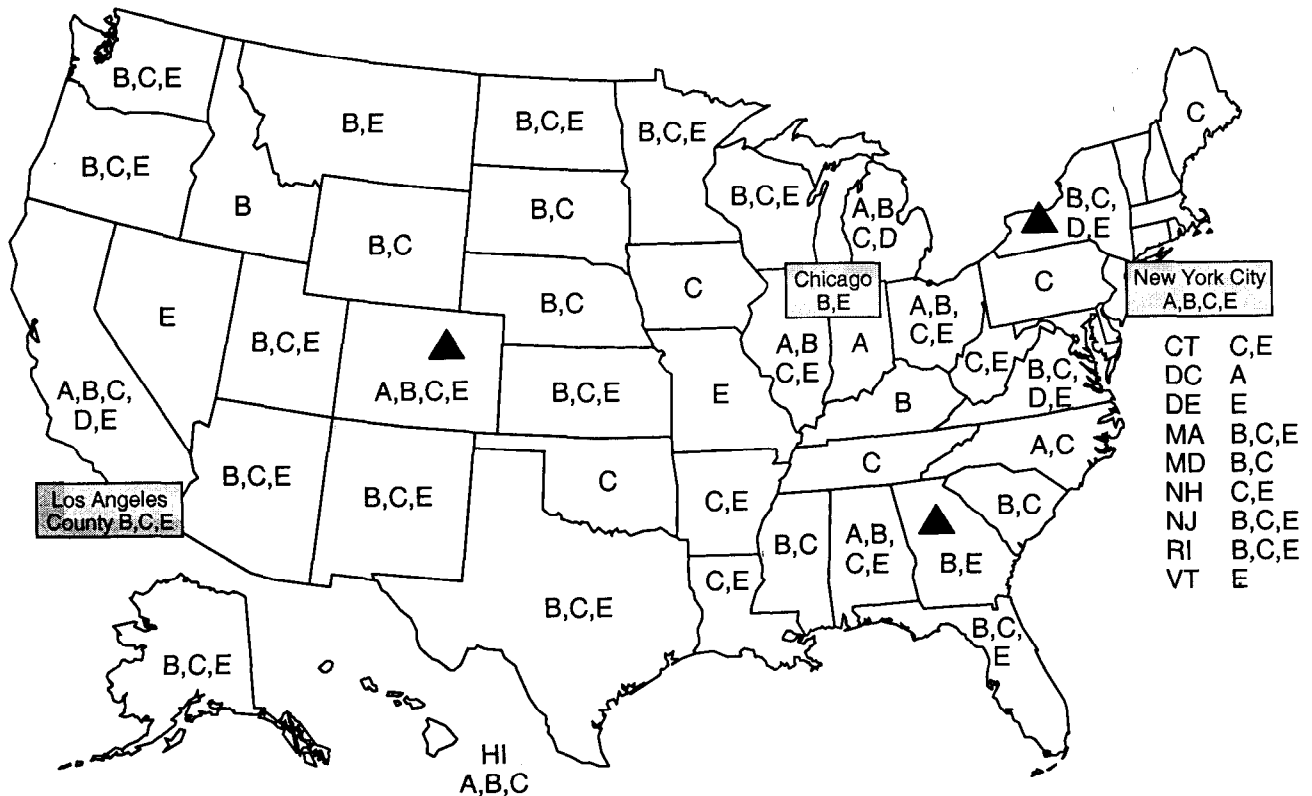 B,C,E
B,E
B,C,E
B,C,E
C
B,C,E
B
B,C
B,C
B,C,E
A,B
C,D
B,C,
D,E
Chicago
B,E
New York City
A,B,C,E
E
B,C,E
A,B,C,E
B,C
C
A,B
C,E
A
A,B,
C,E
C
CT C,E
DC A
DE E
MA B,C,E
MD B,C
NH C,E
NJ B,C,E
RI B,C,E
VT E
A,B,C,
D,E
B,C,E
E
B
C,E
B,C,
D,E
Los Angeles
County B,C,E
B,C,E
B,C,E
C
C,E
C
A,C
B,C,E
C,E
B,C
A,B,
C,E
B,E
B,C
B,C,
E
B,C,E
HI
A,B,C